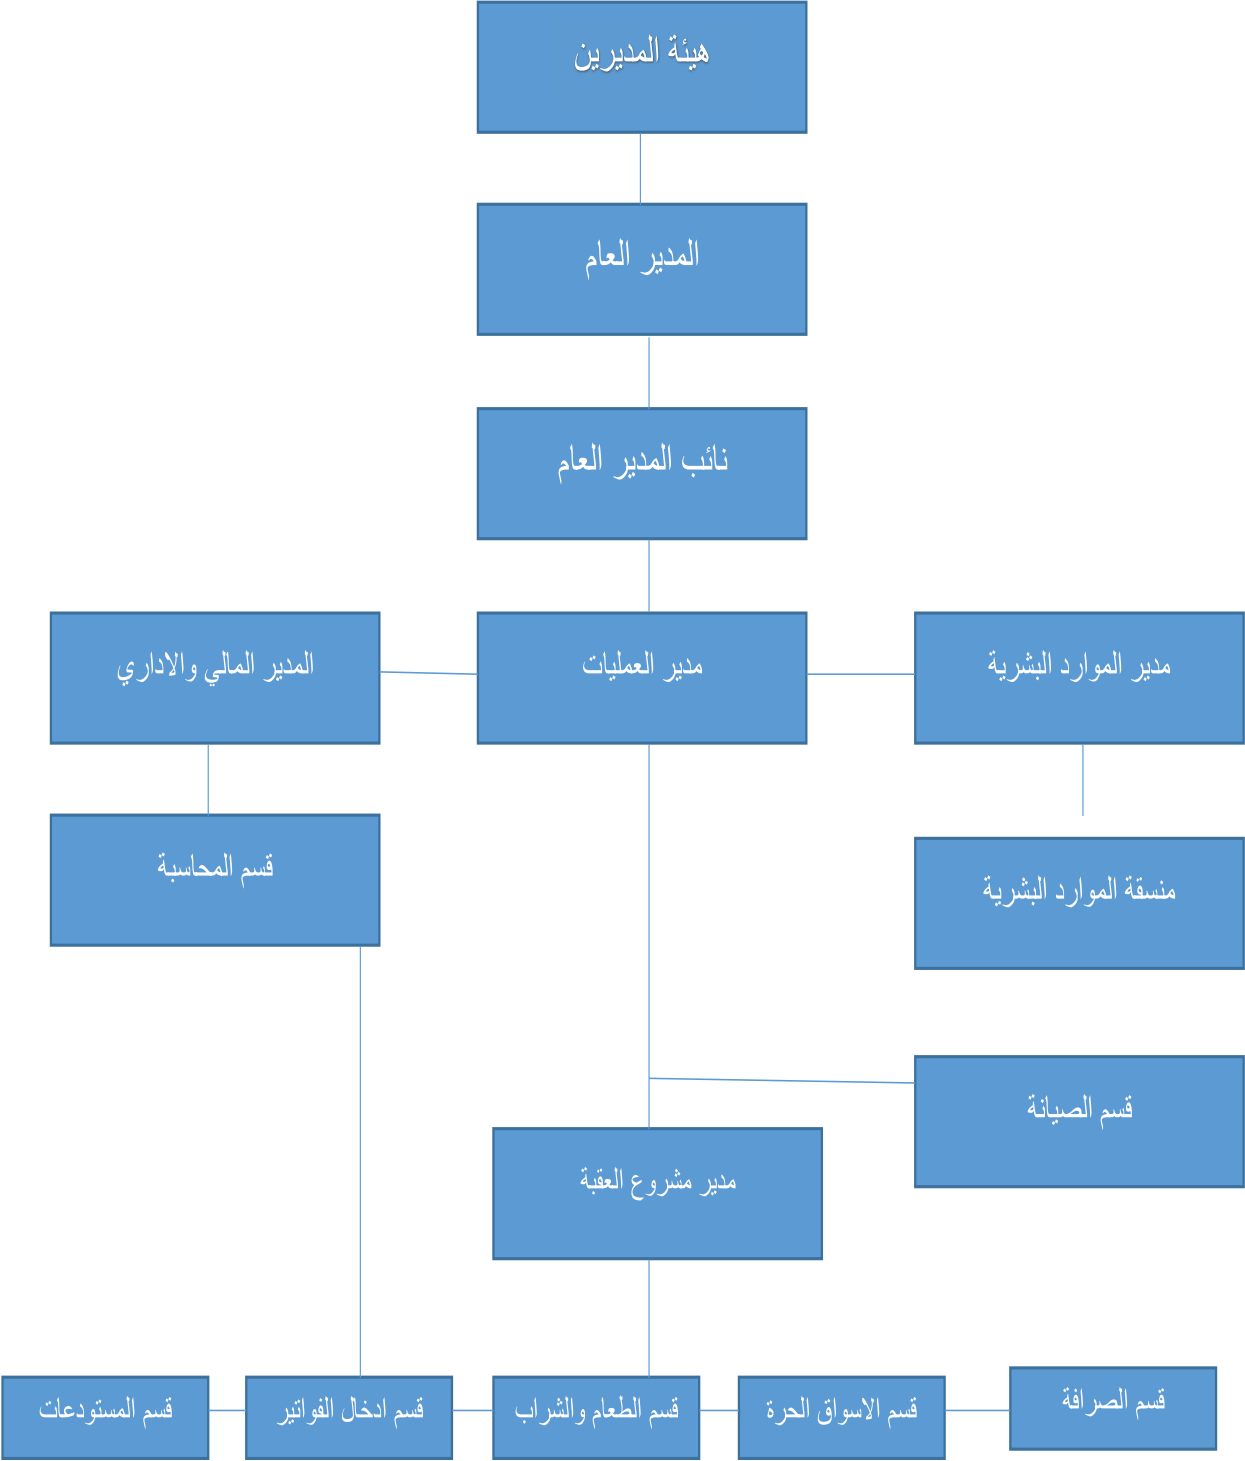 هيئة المديرين
المدير العام
نائب المدير العام
مدير الموارد البشرية
مدير العمليات
المدير المالي والاداري
قسم المحاسبة
منسقة الموارد البشرية
قسم الصيانة
مدير مشروع العقبة
قسم الصرافة
قسم الاسواق الحرة
قسم الطعام والشراب
قسم ادخال الفواتير
قسم المستودعات